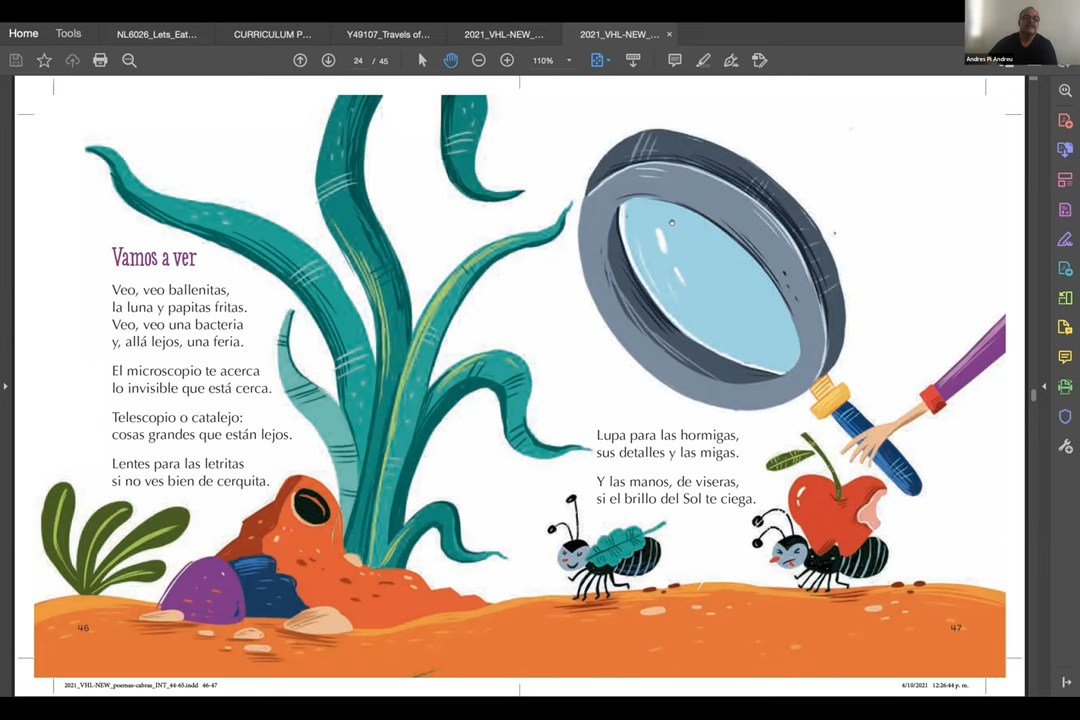 Home
Tools
NL6026_Lets_Eat...
CURRICULUM P...
Y49107_Travels of...
2021_VHL-NEW_...
2021_VHL-NEW_...
24 / 45
110%
Andres Pi Andreu
Vamos a ver
Veo, veo ballenitas,
la luna y papitas fritas.
Veo, veo una bacteria
y, allá lejos, una feria.
El microscopio te acerca
lo invisible que está cerca.
Telescopio o catalejo:
cosas grandes que están lejos.
Lentes para las letritas
si no ves bien de cerquita.
Lupa para las hormigas,
sus detalles y las migas.
Y las manos, de viseras,
si el brillo del Sol te ciega.
46
47
2021_VHL-NEW_poemas-cabras_INT_44-65.indd 46-47
4/10/2021 12:26:44 p. m.